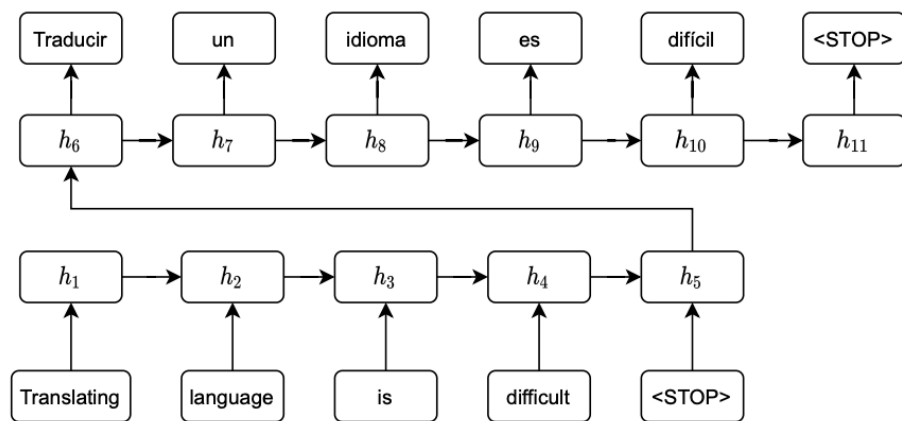 Traducir un idioma es difícil <STOP>
h₆ h₇ h₈ h₉ h₁₀ h₁₁
h₁ h₂ h₃ h₄ h₅
Translating language is difficult <STOP>